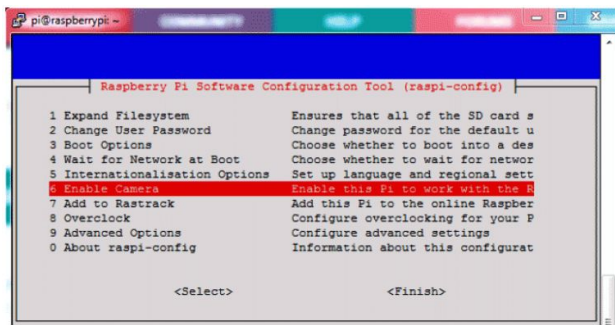 pi@raspberrypi: ~
COMMUNITY HELP FORUMS
Raspberry Pi Software Configuration Tool (raspi-config)
1 Expand Filesystem Ensures that all of the SD card s
2 Change User Password Change password for the default u
3 Boot Options Choose whether to boot into a des
4 Wait for Network at Boot Choose whether to wait for networ
5 Internationalisation Options Set up language and regional sett
6 Enable Camera Enable this Pi to work with the R
7 Add to Rastrack Add this Pi to the online Raspber
8 Overclock Configure overclocking for your P
9 Advanced Options Configure advanced settings
0 About raspi-config Information about this configurat
<Select> <Finish>